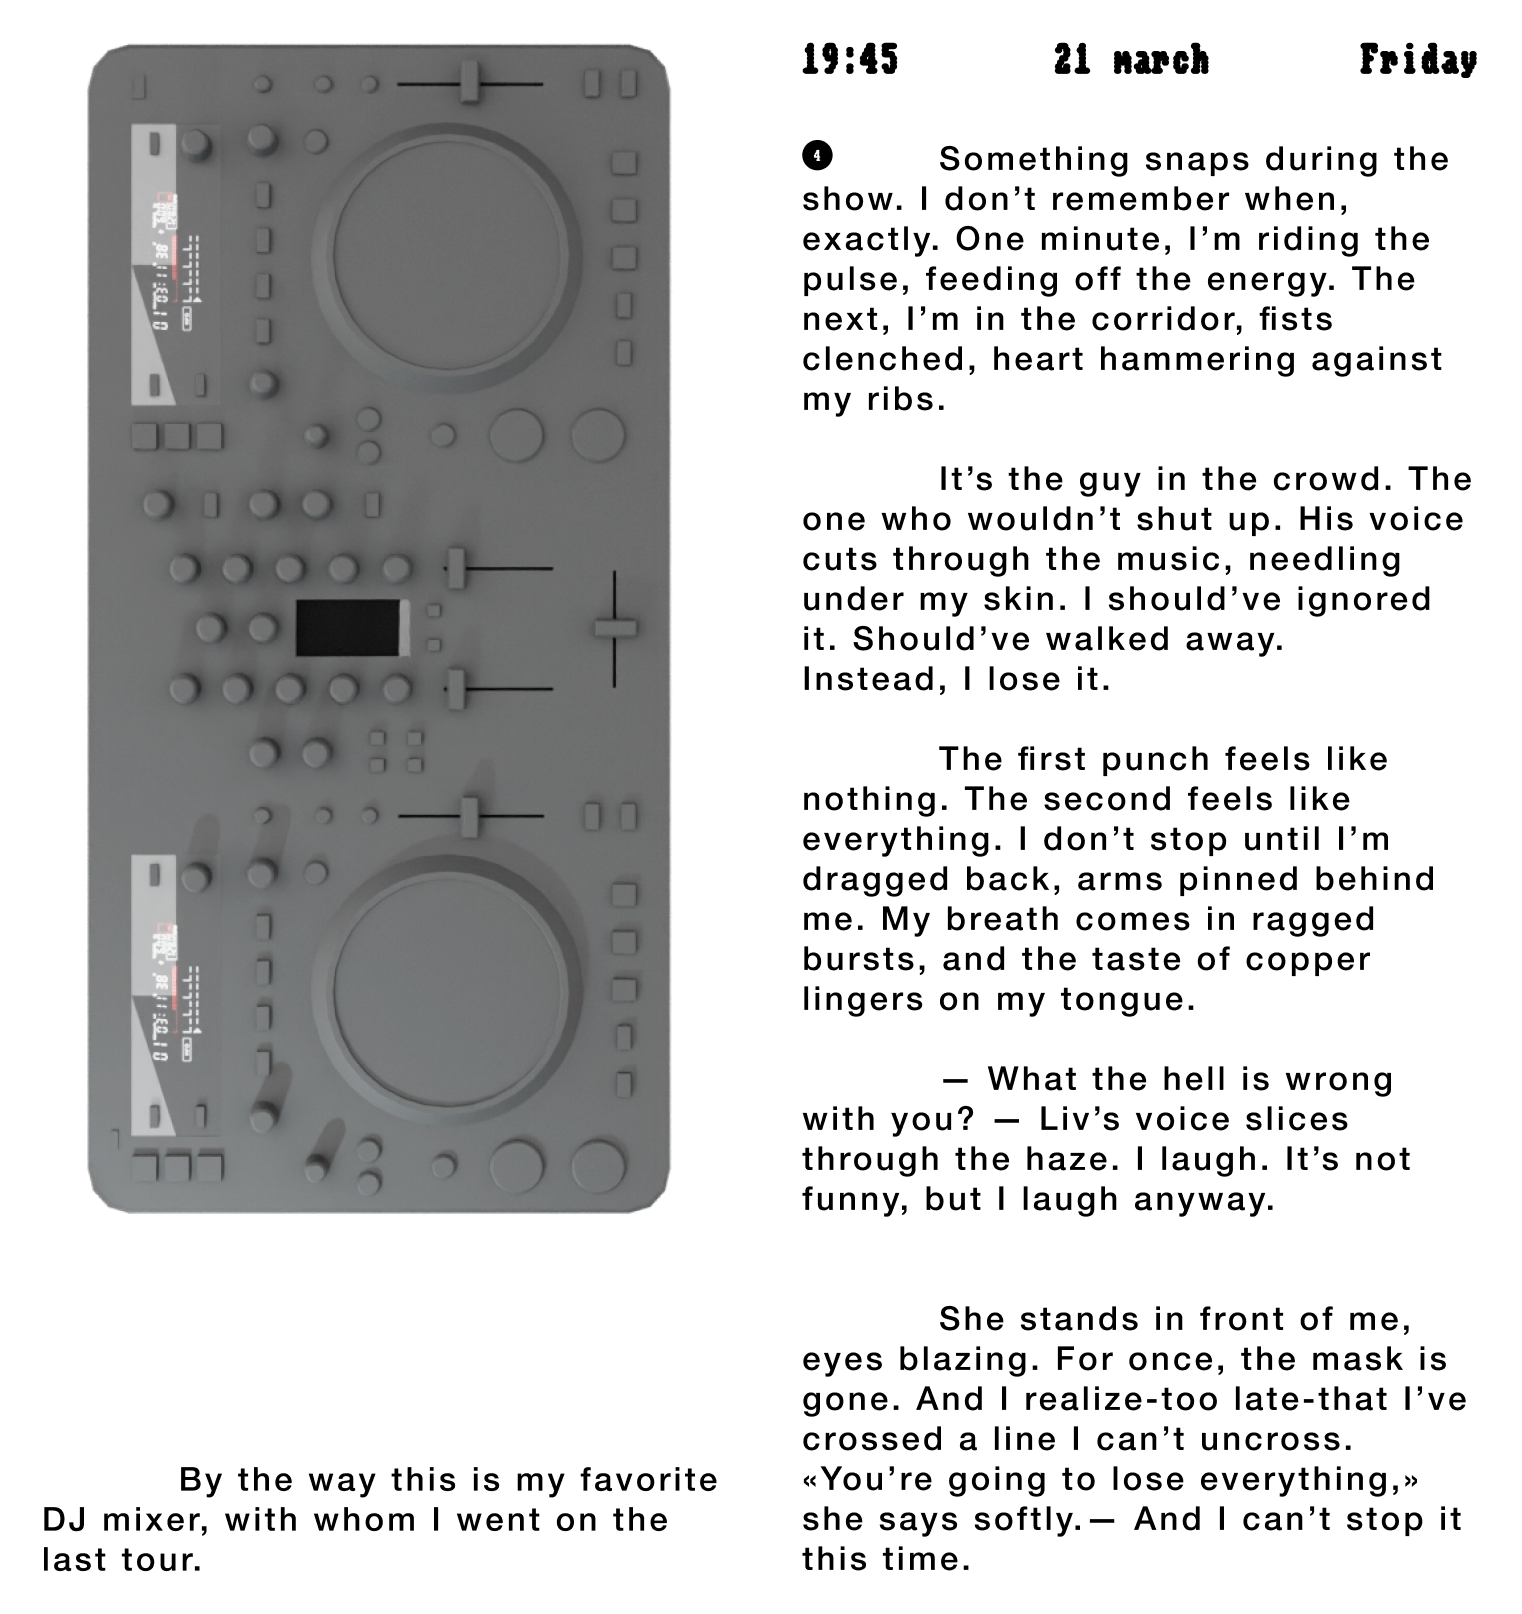 19:45 21 march Friday
4 Something snaps during the
show. I don’t remember when,
exactly. One minute, I’m riding the
pulse, feeding off the energy. The
next, I’m in the corridor, fists
clenched, heart hammering against
my ribs.
It’s the guy in the crowd. The
one who wouldn’t shut up. His voice
cuts through the music, needling
under my skin. I should’ve ignored
it. Should’ve walked away.
Instead, I lose it.
The first punch feels like
nothing. The second feels like
everything. I don’t stop until I’m
dragged back, arms pinned behind
me. My breath comes in ragged
bursts, and the taste of copper
lingers on my tongue.
— What the hell is wrong
with you? — Liv’s voice slices
through the haze. I laugh. It’s not
funny, but I laugh anyway.
She stands in front of me,
eyes blazing. For once, the mask is
gone. And I realize-too late-that I’ve
crossed a line I can’t uncross.
«You’re going to lose everything,»
she says softly.— And I can’t stop it
this time.
By the way this is my favorite
DJ mixer, with whom I went on the
last tour.